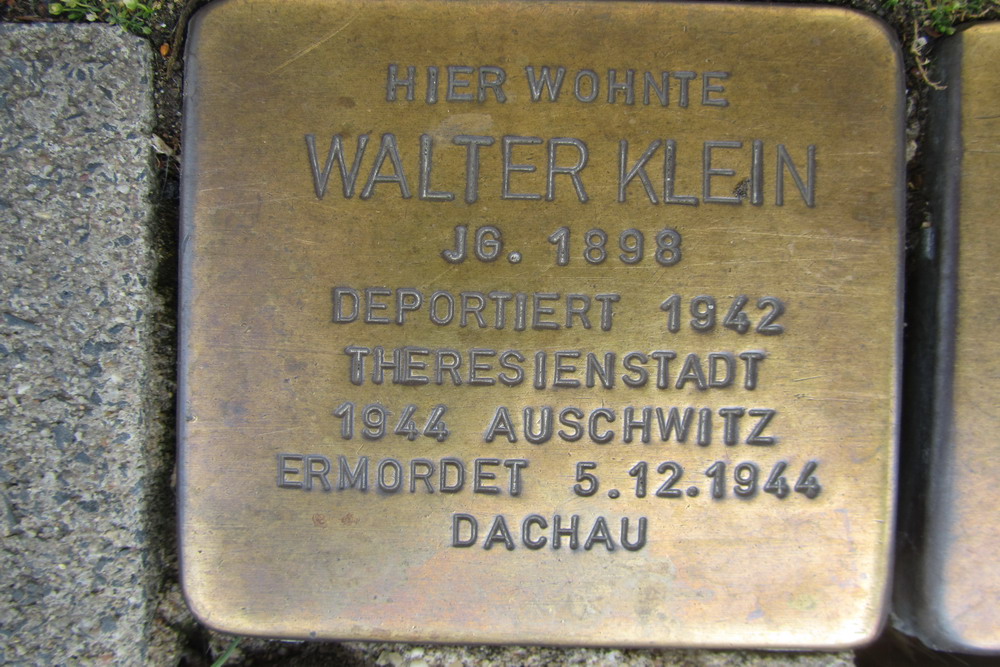 HIER WOHNTE
WALTER KLEIN
JG. 1898
DEPORTIERT 1942
THERESIENSTADT
1944 AUSCHWITZ
ERMORDET 5.12.1944
DACHAU